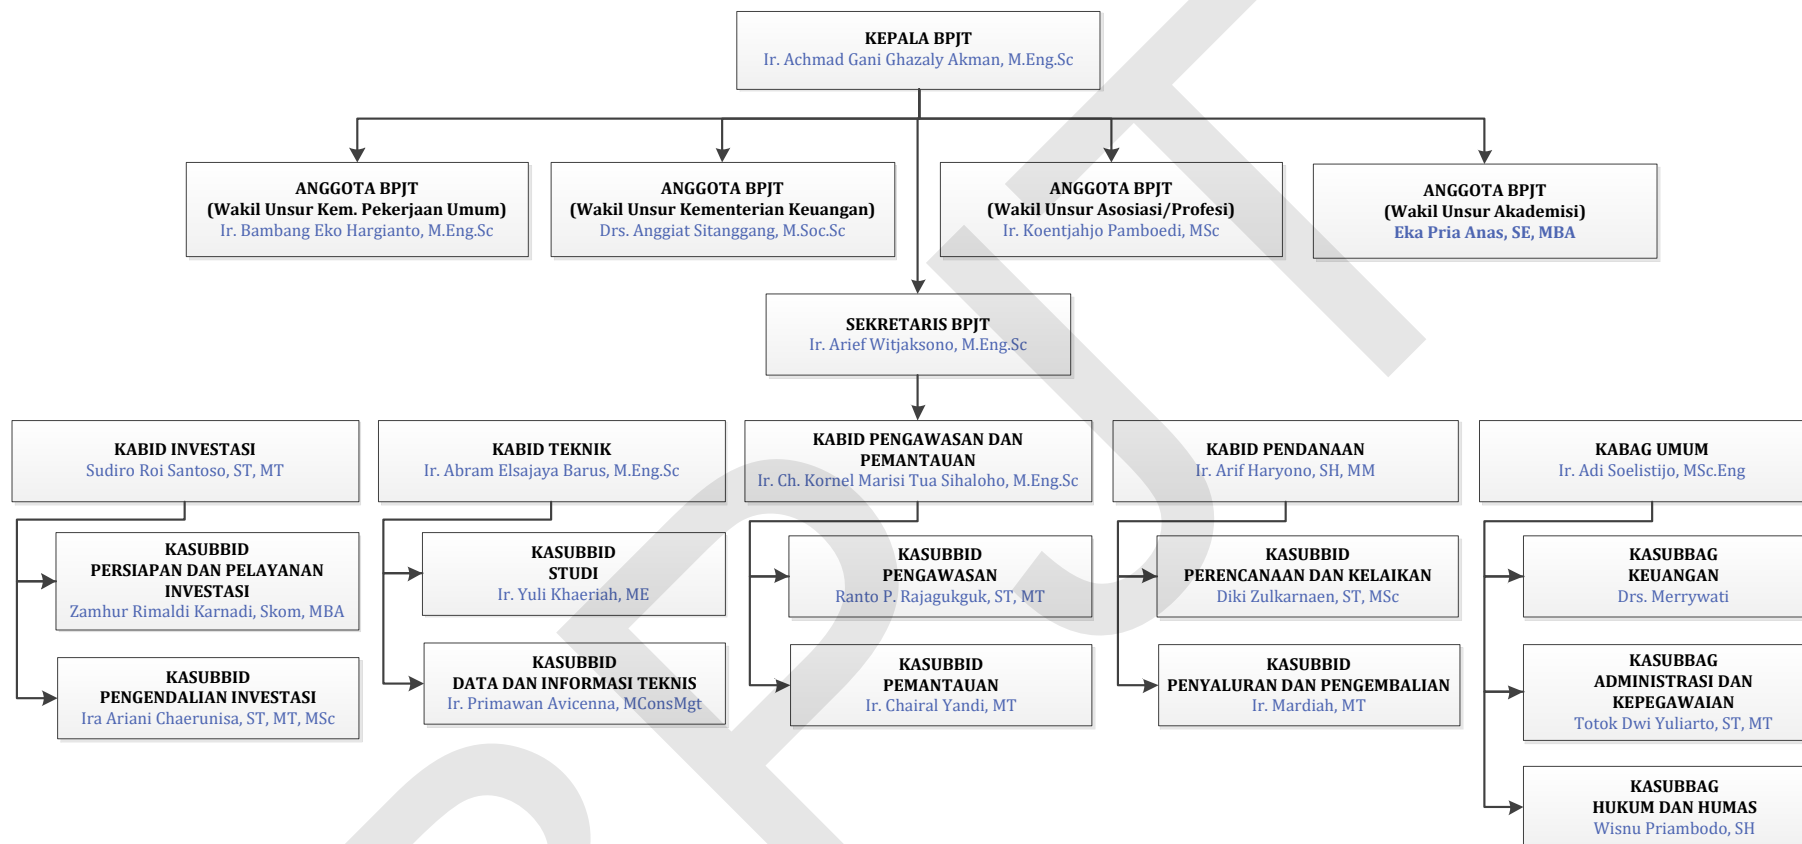 KEPALA BPJT
Ir. Achmad Gani Ghazaly Akman, M.Eng.Sc
ANGGOTA BPJT
(Wakil Unsur Kem. Pekerjaan Umum)
Ir. Bambang Eko Hargianto, M.Eng.Sc
ANGGOTA BPJT
(Wakil Unsur Kementerian Keuangan)
Drs. Anggiat Sitanggang, M.Soc.Sc
ANGGOTA BPJT
(Wakil Unsur Asosiasi/Profesi)
Ir. Koentjahjo Pamboedi, MSc
ANGGOTA BPJT
(Wakil Unsur Akademisi)
Eka Pria Anas, SE, MBA
SEKRETARIS BPJT
Ir. Arief Witjaksono, M.Eng.Sc
KABID INVESTASI
Sudiro Roi Santoso, ST, MT
KABID TEKNIK
Ir. Abram Elsajaya Barus, M.Eng.Sc
KABID PENGAWASAN DAN
PEMANTAUAN
Ir. Ch. Kornel Marisi Tua Sihaloho, M.Eng.Sc
KABID PENDANAAN
Ir. Arif Haryono, SH, MM
KABAG UMUM
Ir. Adi Soelistijo, MSc.Eng
KASUBBID
PERSIAPAN DAN PELAYANAN
INVESTASI
Zamhur Rimaldi Karnadi, Skom, MBA
KASUBBID
PENGENDALIAN INVESTASI
Ira Ariani Chaerunisa, ST, MT, MSc
KASUBBID
STUDI
Ir. Yuli Khaeriah, ME
KASUBBID
DATA DAN INFORMASI TEKNIS
Ir. Primawan Avicenna, MConsMgt
KASUBBID
PENGAWASAN
Ranto P. Rajagukguk, ST, MT
KASUBBID
PEMANTAUAN
Ir. Chairal Yandi, MT
KASUBBID
PERENCANAAN DAN KELAIKAN
Diki Zulkarnaen, ST, MSc
KASUBBID
PENYALURAN DAN PENGEMBALIAN
Ir. Mardiah, MT
KASUBBAG
KEUANGAN
Drs. Merrywati
KASUBBAG
ADMINISTRASI DAN
KEPEGAWAIAN
Totok Dwi Yuliarto, ST, MT
KASUBBAG
HUKUM DAN HUMAS
Wisnu Priambodo, SH
BPJT